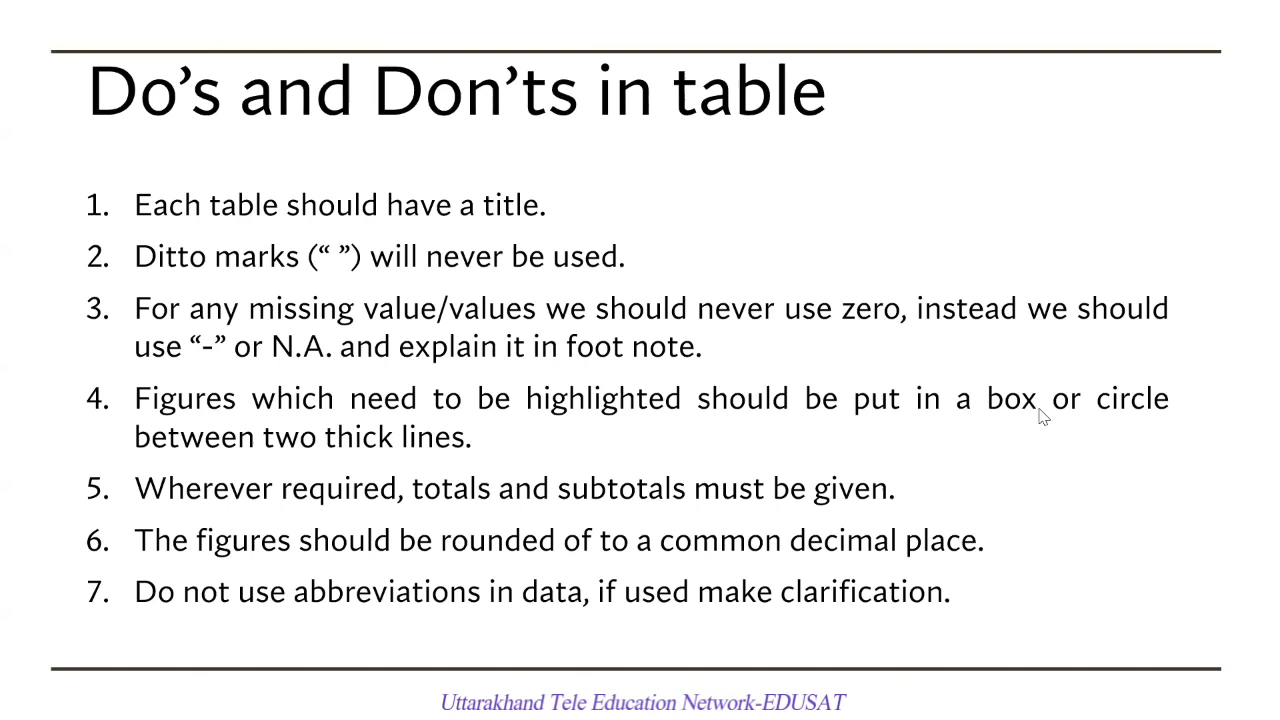 Do’s and Don’ts in table
1. Each table should have a title.
2. Ditto marks (“ ”) will never be used.
3. For any missing value/values we should never use zero, instead we should
use “-” or N.A. and explain it in foot note.
4. Figures which need to be highlighted should be put in a box or circle
between two thick lines.
5. Wherever required, totals and subtotals must be given.
6. The figures should be rounded of to a common decimal place.
7. Do not use abbreviations in data, if used make clarification.
Uttarakhand Tele Education Network-EDUSAT